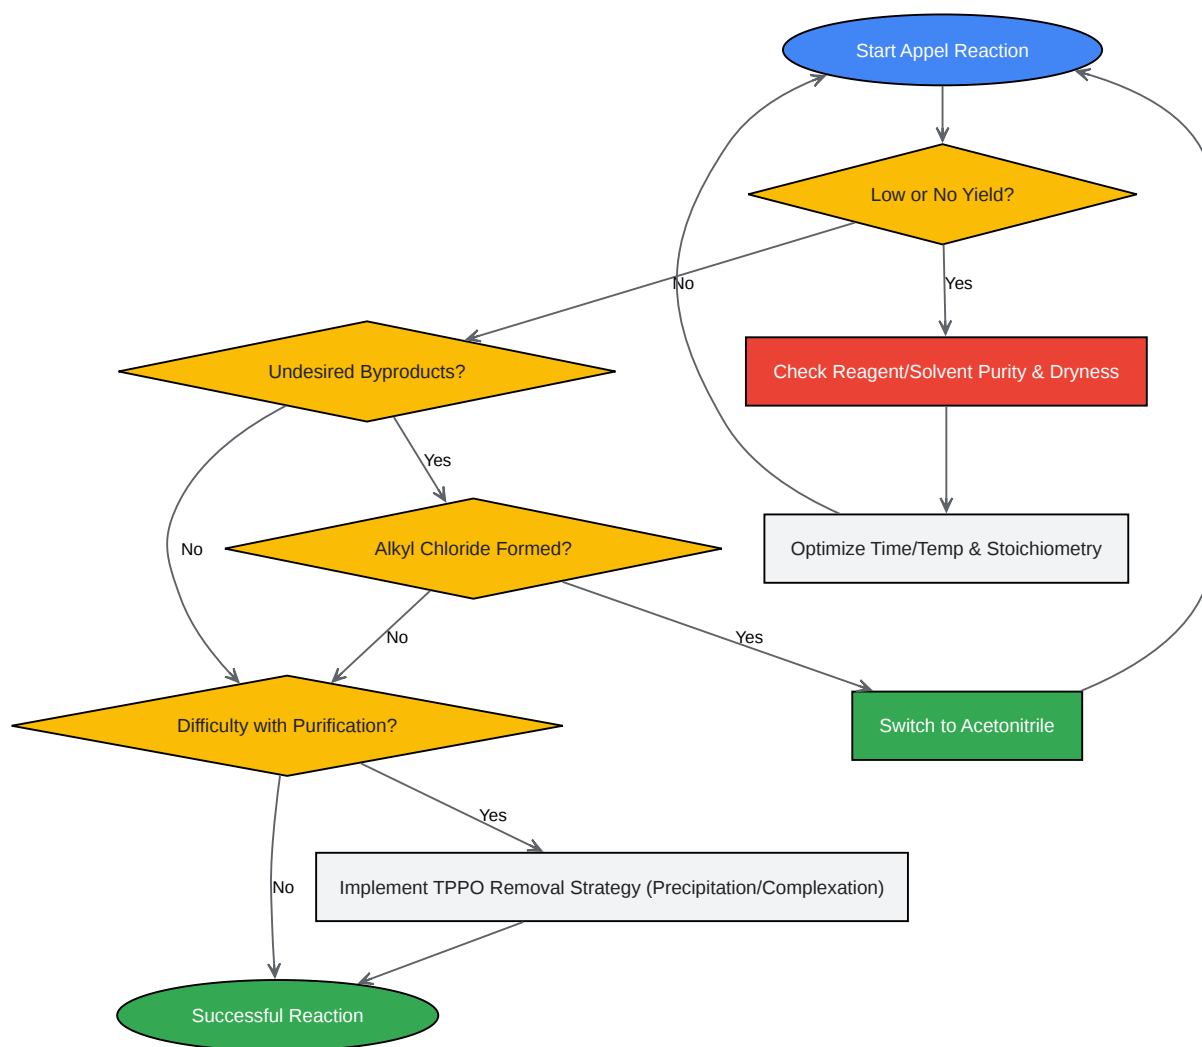 Start Appel Reaction
Low or No Yield?
No
Yes
Undesired Byproducts?
Check Reagent/Solvent Purity & Dryness
Yes
No
Alkyl Chloride Formed?
Optimize Time/Temp & Stoichiometry
No
Yes
Difficulty with Purification?
Switch to Acetonitrile
Yes
No
Implement TPPO Removal Strategy (Precipitation/Complexation)
Successful Reaction